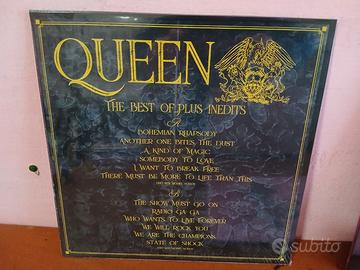 QUEEN
THE BEST OF PLUS INEDITS
A
BOHEMIAN RHAPSODY
ANOTHER ONE BITES THE DUST
A KIND OF MAGIC
SOMEBODY TO LOVE
I WANT TO BREAK FREE
THERE MUST BE MORE TO LIFE THAN THIS
B
THE SHOW MUST GO ON
RADIO GA GA
WHO WANTS TO LIVE FOREVER
WE WILL ROCK YOU
WE ARE THE CHAMPIONS
STATE OF SHOCK
subito